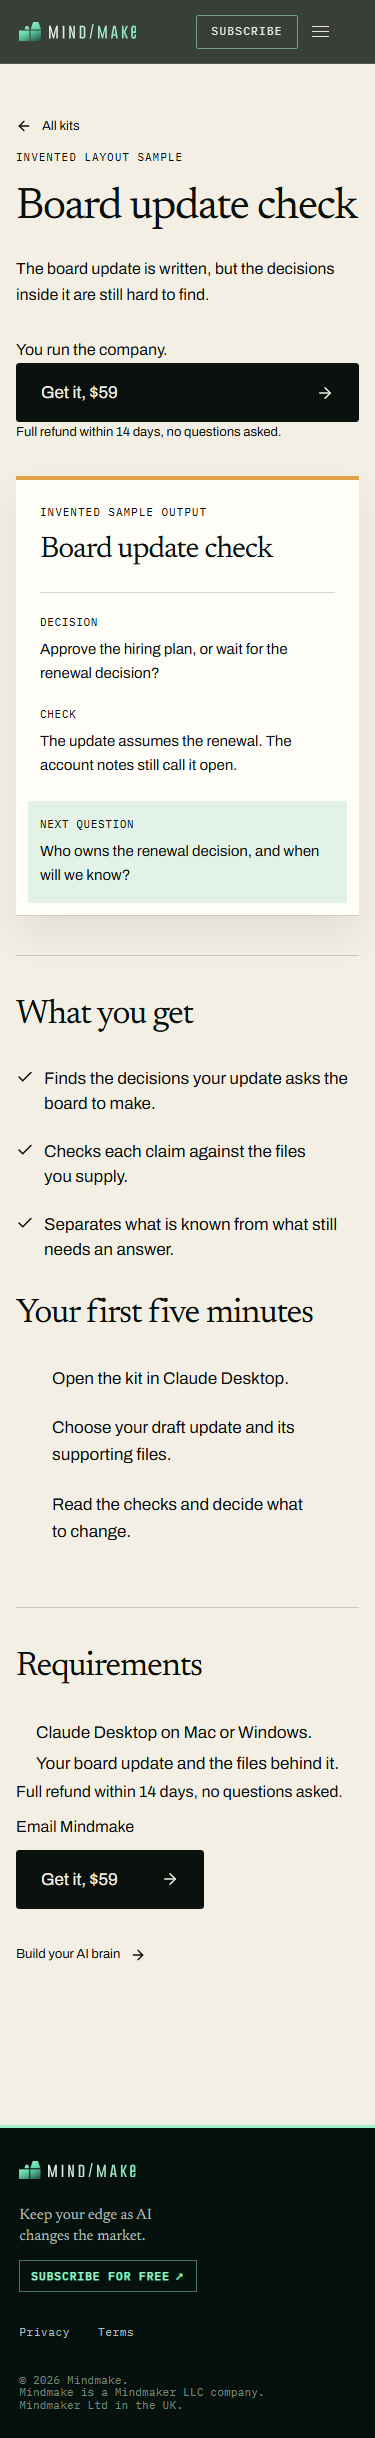 MIND/MAKE
SUBSCRIBE
← All kits
INVENTED LAYOUT SAMPLE
Board update check
The board update is written, but the decisions
inside it are still hard to find.
You run the company.
Get it, $59 →
Full refund within 14 days, no questions asked.
INVENTED SAMPLE OUTPUT
Board update check
DECISION
Approve the hiring plan, or wait for the
renewal decision?
CHECK
The update assumes the renewal. The
account notes still call it open.
NEXT QUESTION
Who owns the renewal decision, and when
will we know?
What you get
✓ Finds the decisions your update asks the
board to make.
✓ Checks each claim against the files
you supply.
✓ Separates what is known from what still
needs an answer.
Your first five minutes
Open the kit in Claude Desktop.
Choose your draft update and its
supporting files.
Read the checks and decide what
to change.
Requirements
Claude Desktop on Mac or Windows.
Your board update and the files behind it.
Full refund within 14 days, no questions asked.
Email Mindmake
Get it, $59 →
Build your AI brain →
MIND/MAKE
Keep your edge as AI
changes the market.
SUBSCRIBE FOR FREE ↗
Privacy Terms
© 2026 Mindmake.
Mindmake is a Mindmaker LLC company.
Mindmaker Ltd in the UK.